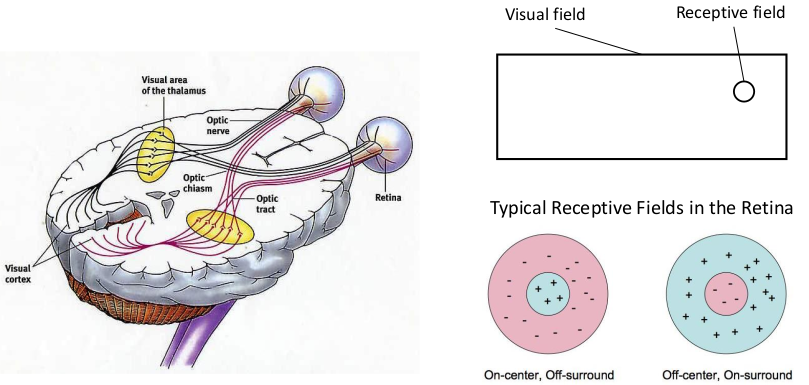 Visual area
of the thalamus
Optic
nerve
Optic
chiasm
Optic
tract
Retina
Visual
cortex
Visual field
Receptive field
Typical Receptive Fields in the Retina
On-center, Off-surround
Off-center, On-surround